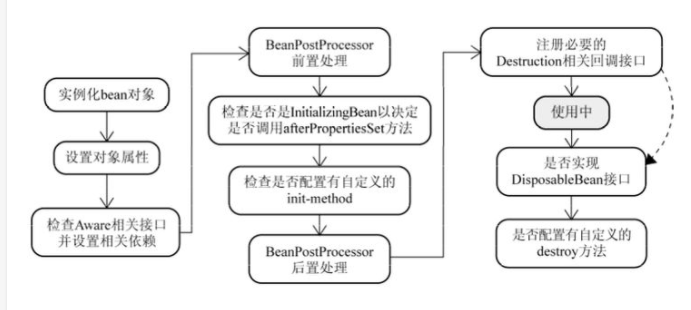 实例化bean对象
设置对象属性
检查Aware相关接口
并设置相关依赖
BeanPostProcessor
前置处理
检查是否是InitializingBean以决定
是否调用afterPropertiesSet方法
检查是否配置有自定义的
init-method
BeanPostProcessor
后置处理
注册必要的
Destruction相关回调接口
使用中
是否实现
DisposableBean接口
是否配置有自定义的
destroy方法